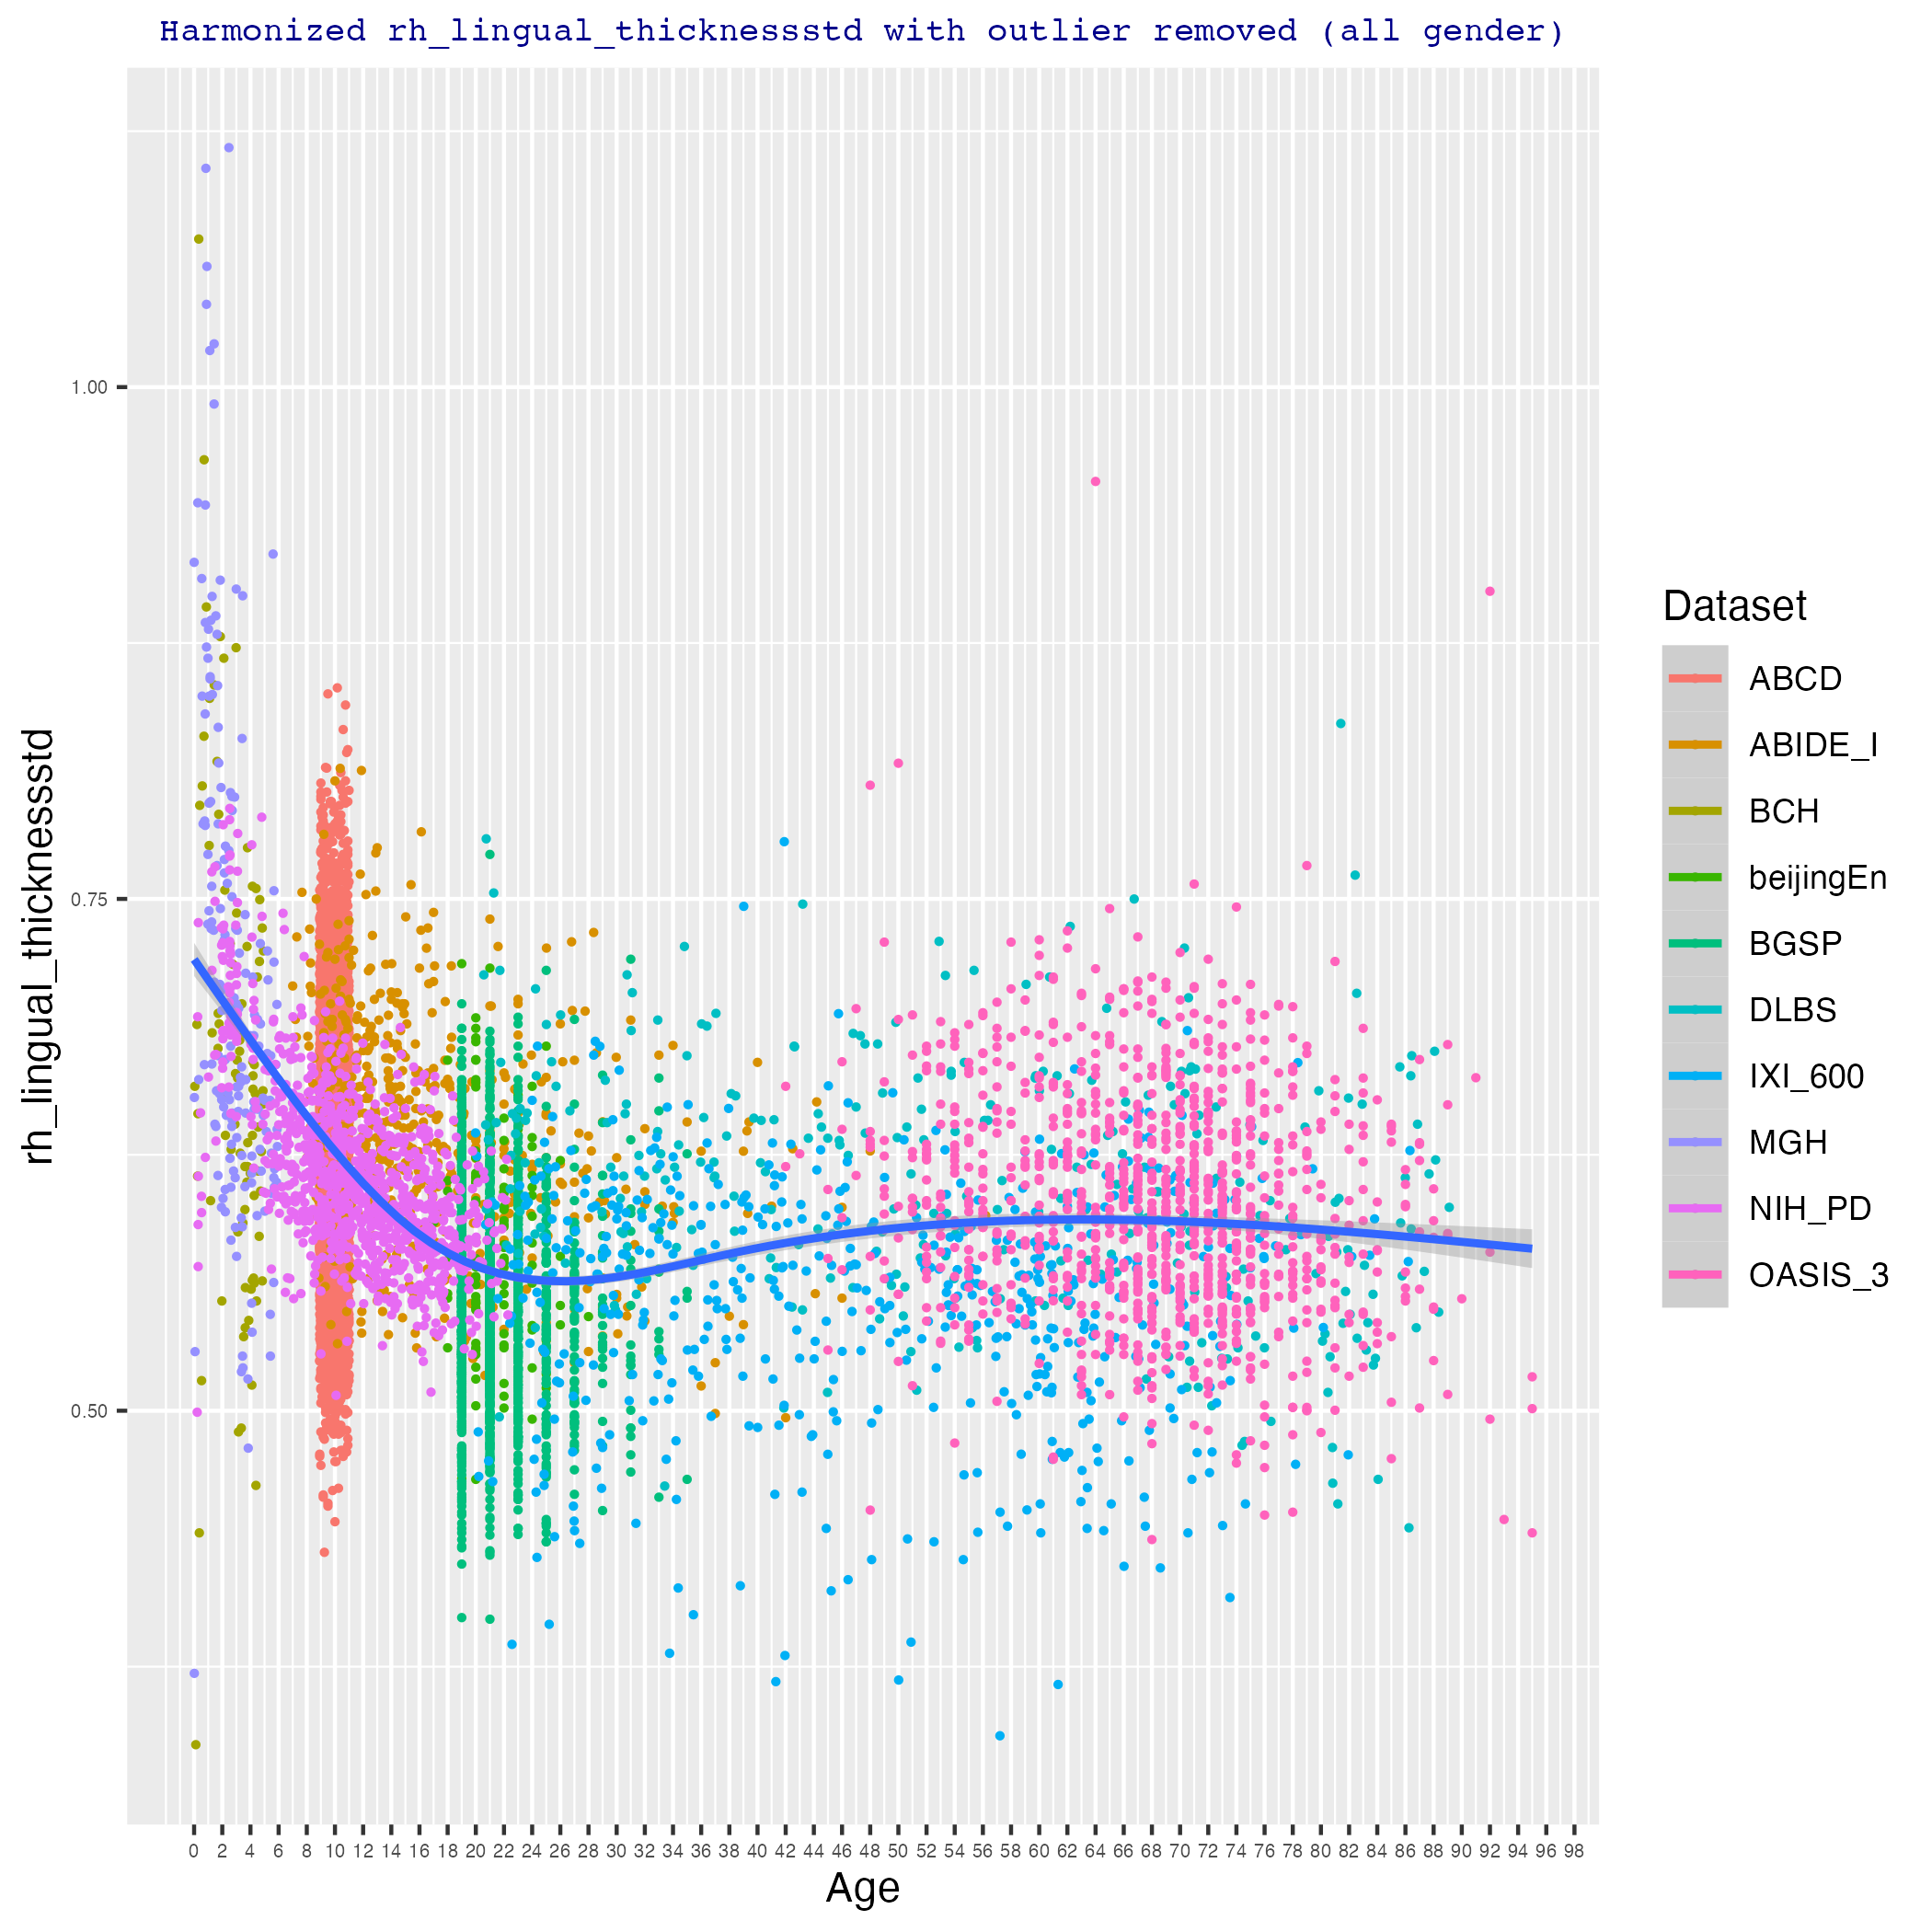 Harmonized rh_lingual_thicknessstd with outlier removed (all gender)
rh_lingual_thicknessstd
1.00
0.75
0.50
0 2 4 6 8 10 12 14 16 18 20 22 24 26 28 30 32 34 36 38 40 42 44 46 48 50 52 54 56 58 60 62 64 66 68 70 72 74 76 78 80 82 84 86 88 90 92 94 96 98
Age
Dataset
ABCD
ABIDE_I
BCH
beijingEn
BGSP
DLBS
IXI_600
MGH
NIH_PD
OASIS_3